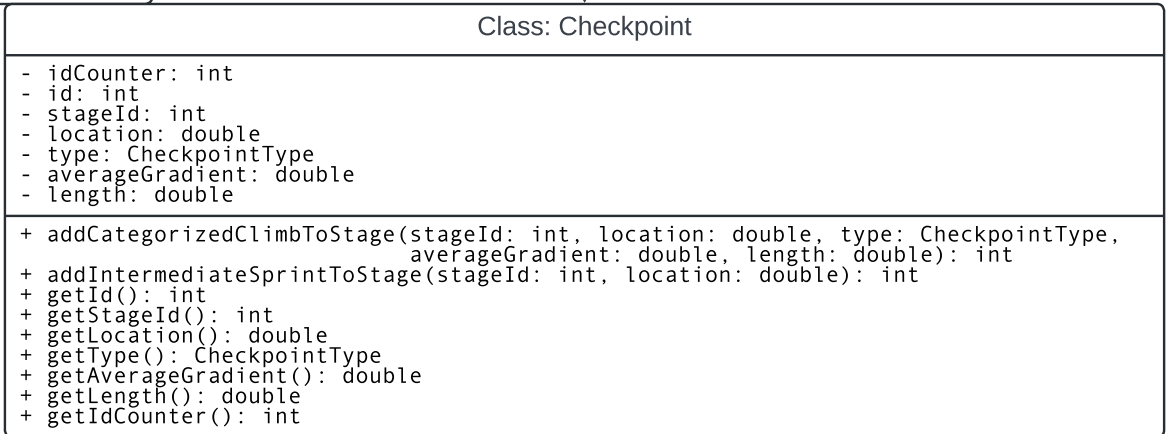 Class: Checkpoint
- idCounter: int
- id: int
- stageId: int
- location: double
- type: CheckpointType
- averageGradient: double
- length: double
+ addCategorizedClimbToStage(stageId: int, location: double, type: CheckpointType,
averageGradient: double, length: double): int
+ addIntermediateSprintToStage(stageId: int, location: double): int
+ getId(): int
+ getStageId(): int
+ getLocation(): double
+ getType(): CheckpointType
+ getAverageGradient(): double
+ getLength(): double
+ getIdCounter(): int